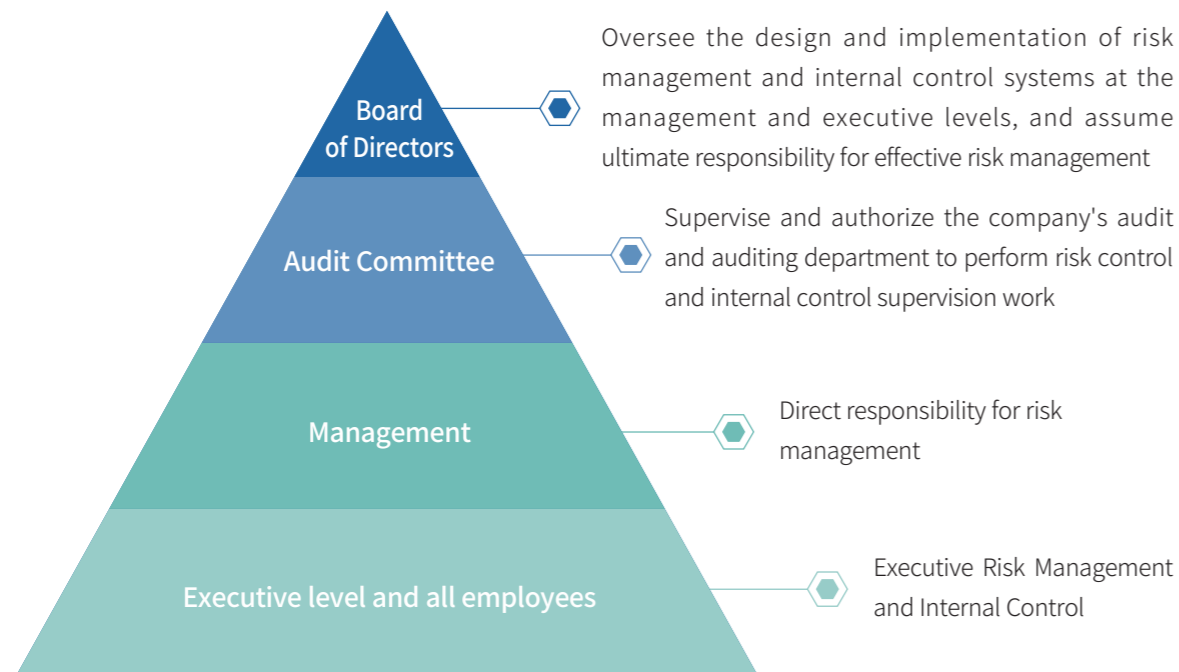 Board
of Directors
Oversee the design and implementation of risk
management and internal control systems at the
management and executive levels, and assume
ultimate responsibility for effective risk management
Audit Committee
Supervise and authorize the company's audit
and auditing department to perform risk control
and internal control supervision work
Management
Direct responsibility for risk
management
Executive level and all employees
Executive Risk Management
and Internal Control